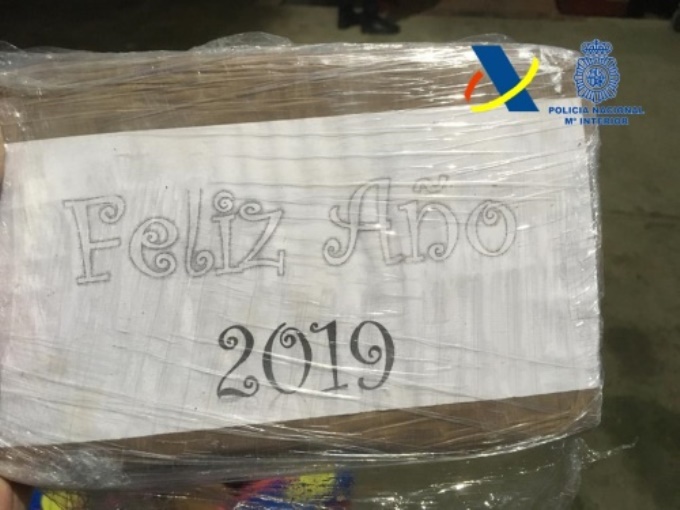 POLICIA NACIONAL
Mº INTERIOR
Feliz Año
2019